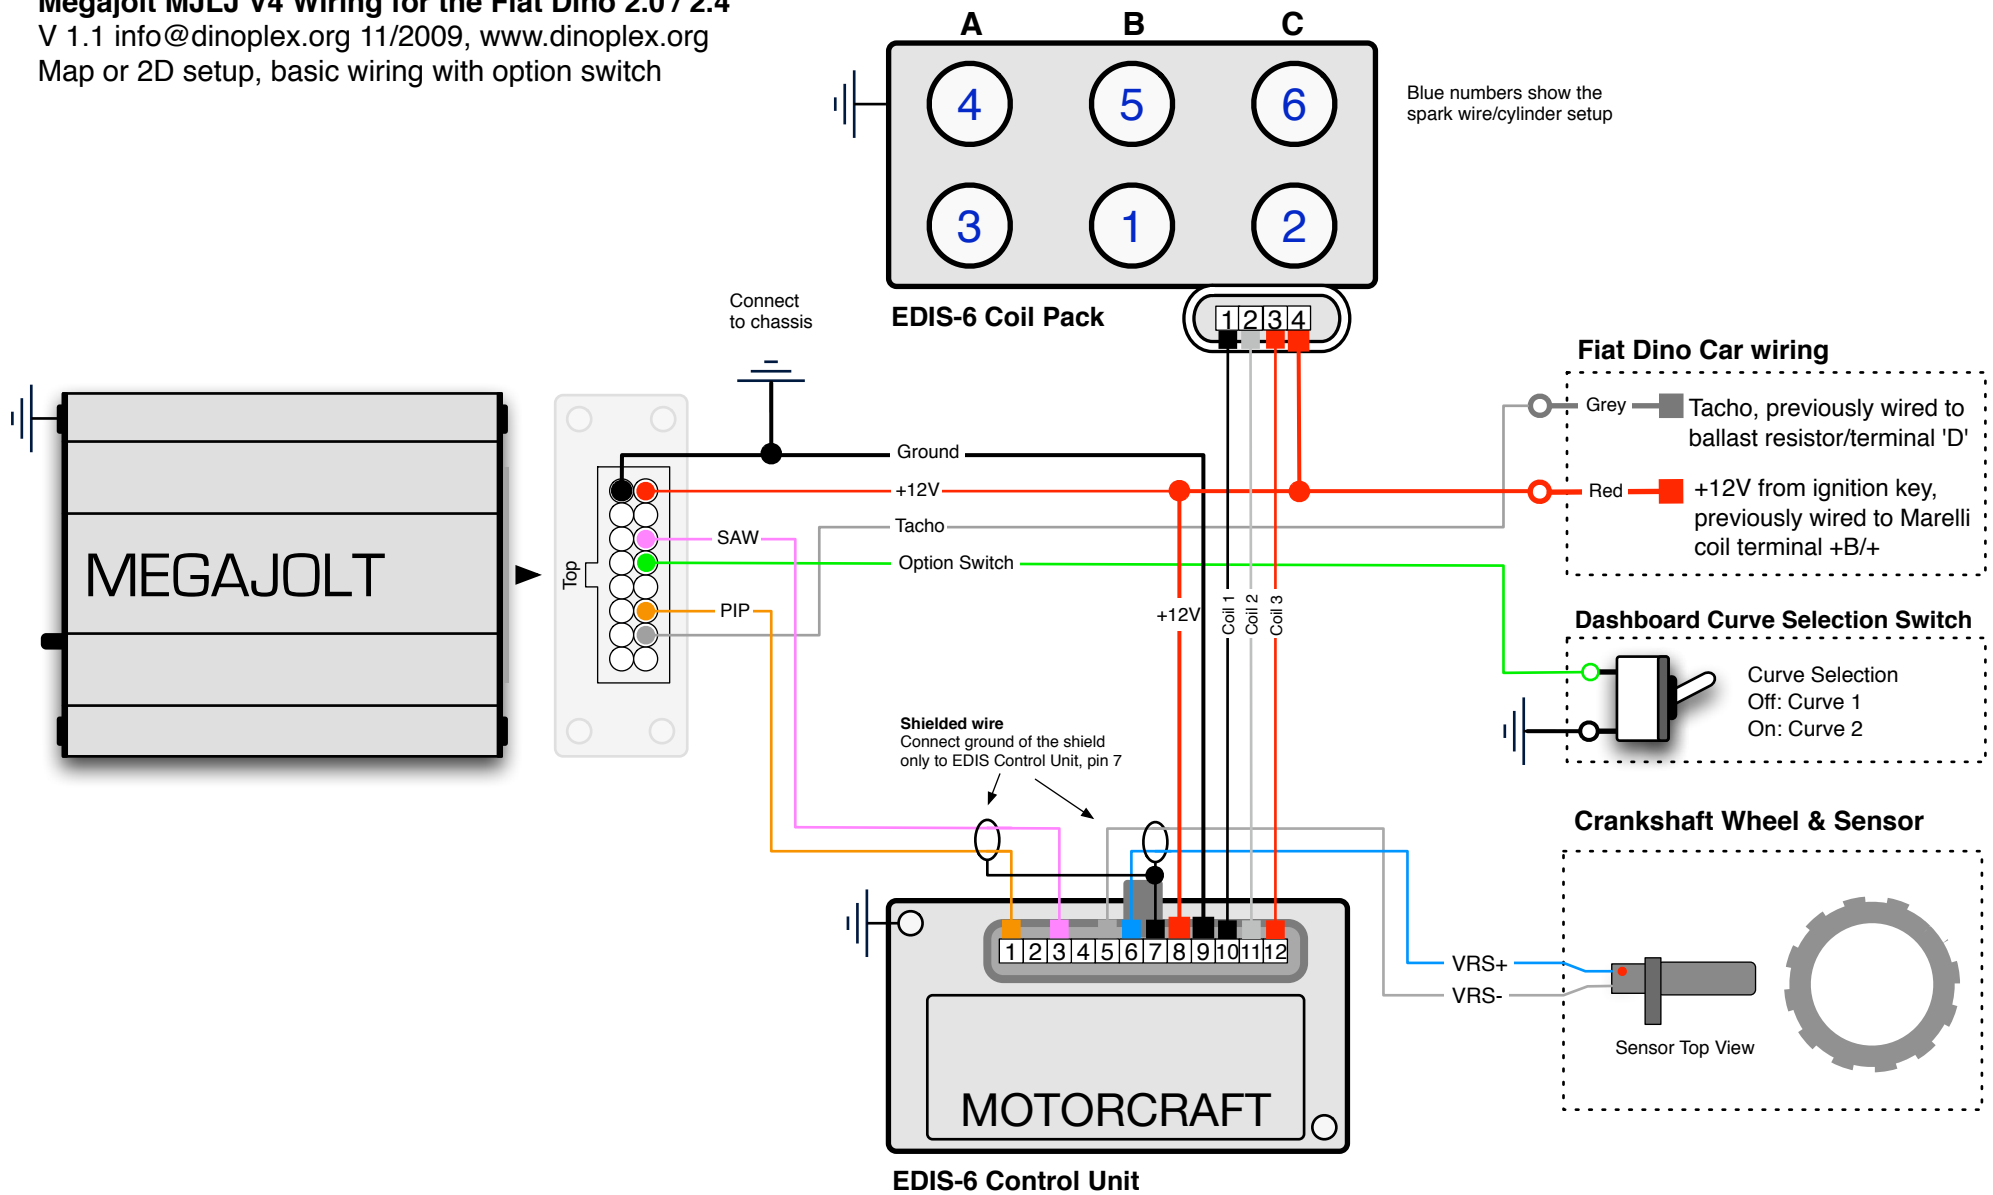 Megajolt MJLJ V4 Wiring for the Fiat Dino 2.0 / 2.4
V 1.1 info@dinoplex.org 11/2009, www.dinoplex.org
Map or 2D setup, basic wiring with option switch
A B C
4 5 6
3 1 2
Blue numbers show the
spark wire/cylinder setup
EDIS-6 Coil Pack
1 2 3 4
Connect
to chassis
MEGAJOLT
Top
Ground
+12V
SAW
Tacho
Option Switch
PIP
+12V
Coil 1
Coil 2
Coil 3
Fiat Dino Car wiring
Grey
Tacho, previously wired to
ballast resistor/terminal 'D'
Red
+12V from ignition key,
previously wired to Marelli
coil terminal +B/+
Dashboard Curve Selection Switch
Curve Selection
Off: Curve 1
On: Curve 2
Shielded wire
Connect ground of the shield
only to EDIS Control Unit, pin 7
Crankshaft Wheel & Sensor
VRS+
VRS-
Sensor Top View
1 2 3 4 5 6 7 8 9 10 11 12
MOTORCRAFT
EDIS-6 Control Unit